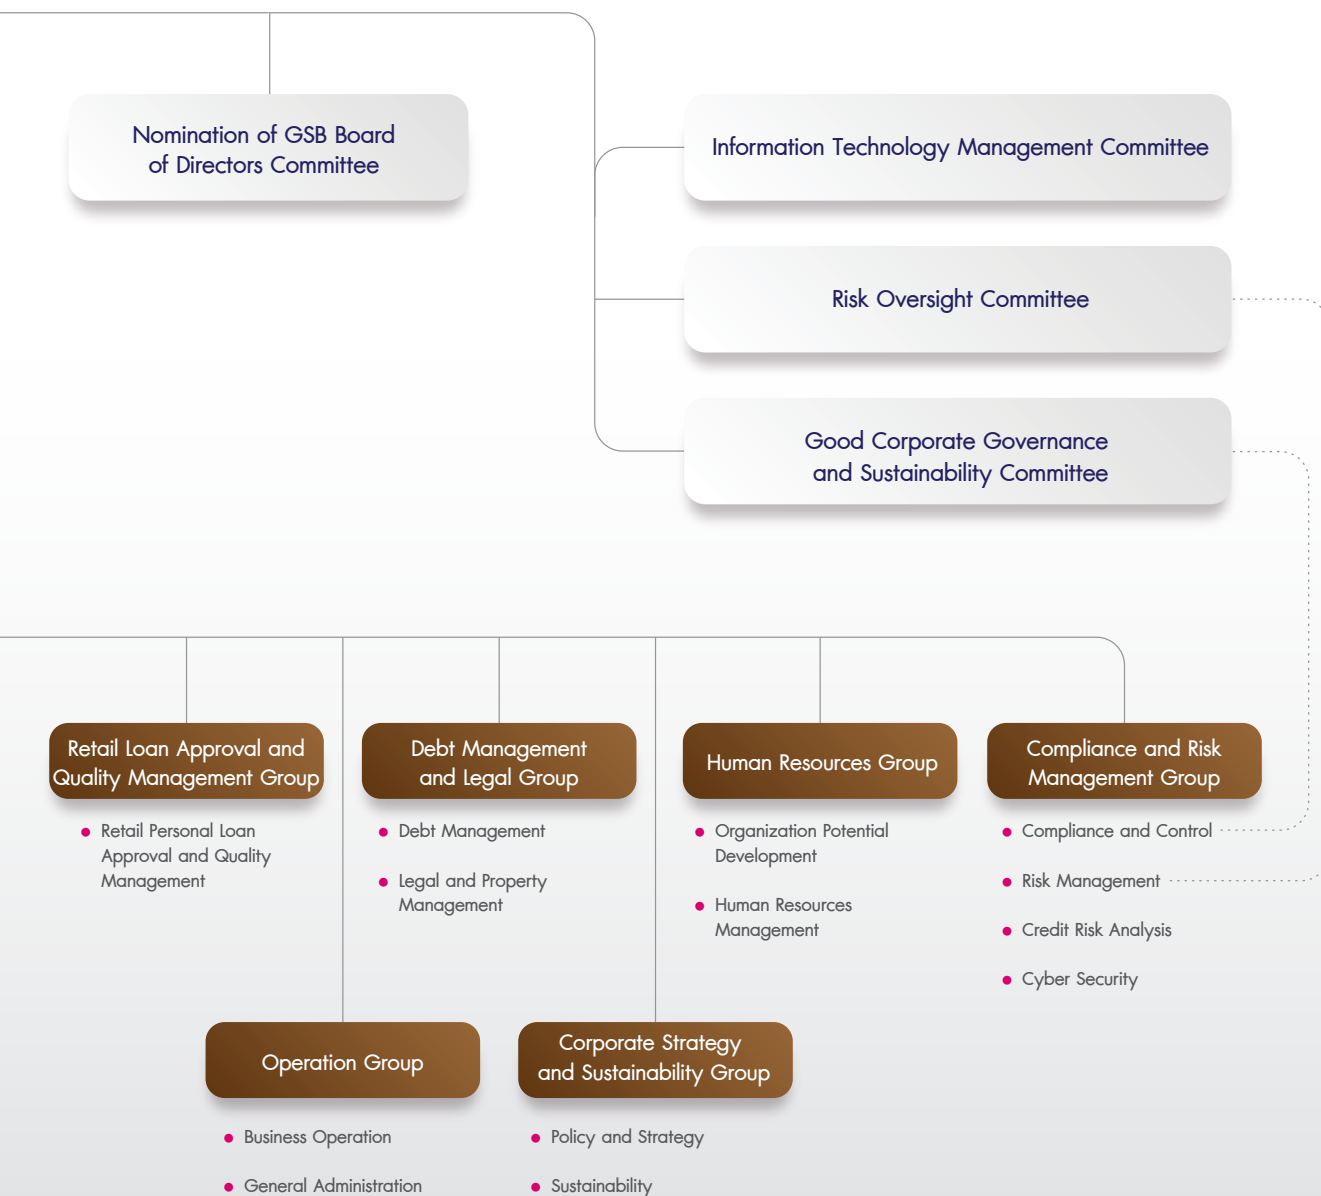 Nomination of GSB Board
of Directors Committee
Information Technology Management Committee
Risk Oversight Committee
Good Corporate Governance
and Sustainability Committee
Retail Loan Approval and
Quality Management Group
• Retail Personal Loan
Approval and Quality
Management
Debt Management
and Legal Group
• Debt Management
• Legal and Property
Management
Human Resources Group
• Organization Potential
Development
• Human Resources
Management
Compliance and Risk
Management Group
• Compliance and Control
• Risk Management
• Credit Risk Analysis
• Cyber Security
Operation Group
• Business Operation
• General Administration
Corporate Strategy
and Sustainability Group
• Policy and Strategy
• Sustainability